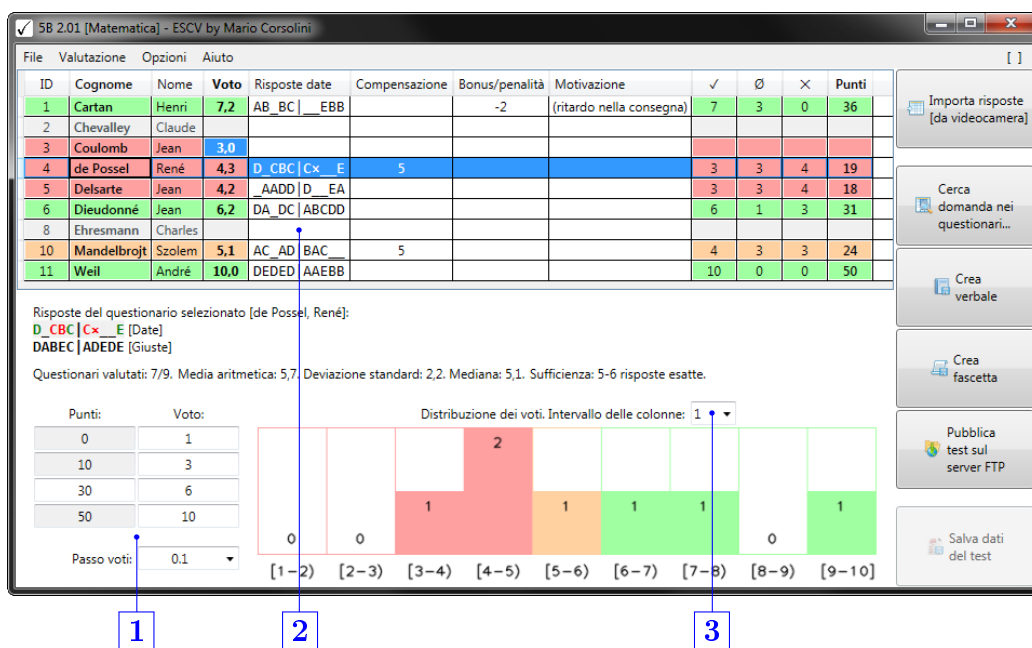 5B 2.01 [Matematica] - ESCV by Mario Corsolini
File Valutazione Opzioni Aiuto [ ]
ID Cognome Nome Voto Risposte date Compensazione Bonus/penalità Motivazione ✓ Ø × Punti
1 Cartan Henri 7,2 AB_BC|__EBB -2 (ritardo nella consegna) 7 3 0 36
2 Chevalley Claude
3 Coulomb Jean 3,0
4 de Possel René 4,3 D_CBC|C×__E 5 3 3 4 19
5 Delsarte Jean 4,2 _AADD|D__EA 3 3 4 18
6 Dieudonné Jean 6,2 DA_DC|ABCDD 6 1 3 31
8 Ehresmann Charles
10 Mandelbrojt Szolem 5,1 AC_AD|BAC__ 5 4 3 3 24
11 Weil André 10,0 DEDED|AAEBB 10 0 0 50
Importa risposte
[da videocamera]
Cerca
domanda nei
questionari...
Crea
verbale
Crea
fascetta
Pubblica
test sul
server FTP
Salva dati
del test
Risposte del questionario selezionato [de Possel, René]:
D_CBC|C×__E [Date]
DABEC|ADEDE [Giuste]
Questionari valutati: 7/9. Media aritmetica: 5,7. Deviazione standard: 2,2. Mediana: 5,1. Sufficienza: 5-6 risposte esatte.
Punti: Voto:
0 1
10 3
30 6
50 10
Passo voti: 0.1
Distribuzione dei voti. Intervallo delle colonne: 1
0 0 1 2 1 1 1 0 1
[1-2) [2-3) [3-4) [4-5) [5-6) [6-7) [7-8) [8-9) [9-10]
1 2 3